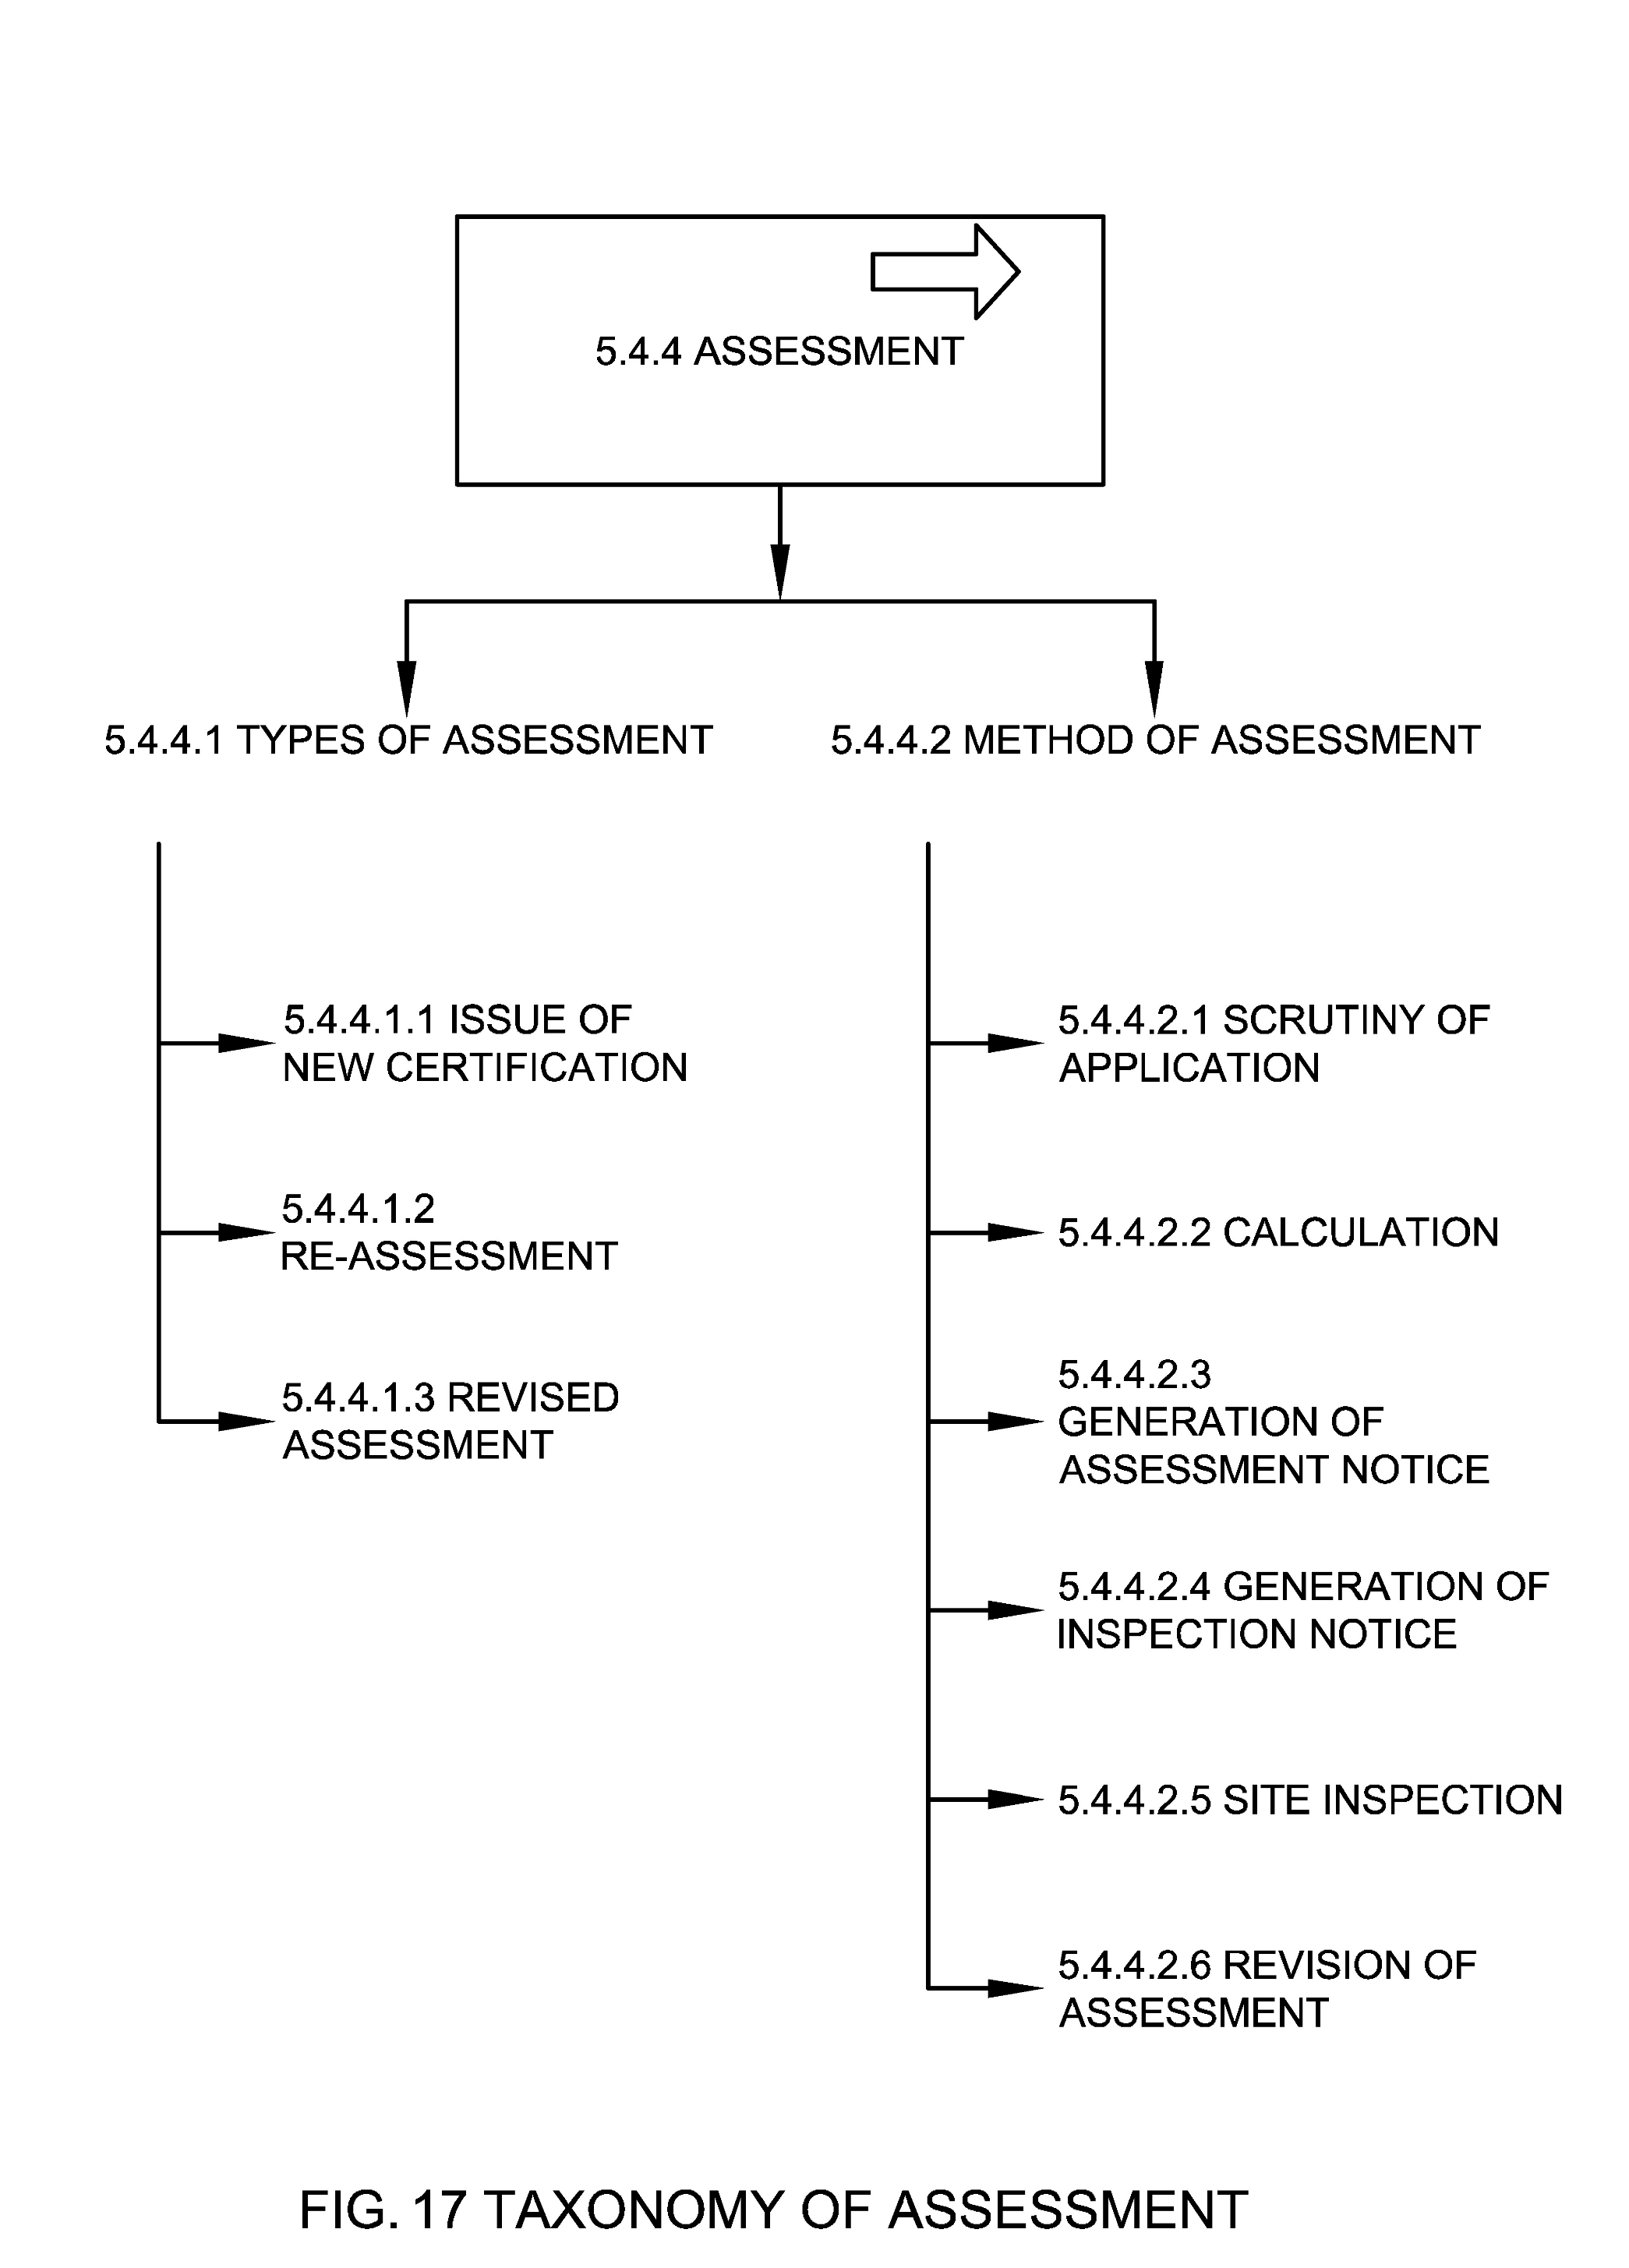 5.4.4 ASSESSMENT
5.4.4.1 TYPES OF ASSESSMENT
5.4.4.1.1 ISSUE OF
NEW CERTIFICATION
5.4.4.1.2
RE-ASSESSMENT
5.4.4.1.3 REVISED
ASSESSMENT
5.4.4.2 METHOD OF ASSESSMENT
5.4.4.2.1 SCRUTINY OF
APPLICATION
5.4.4.2.2 CALCULATION
5.4.4.2.3
GENERATION OF
ASSESSMENT NOTICE
5.4.4.2.4 GENERATION OF
INSPECTION NOTICE
5.4.4.2.5 SITE INSPECTION
5.4.4.2.6 REVISION OF
ASSESSMENT
FIG. 17 TAXONOMY OF ASSESSMENT